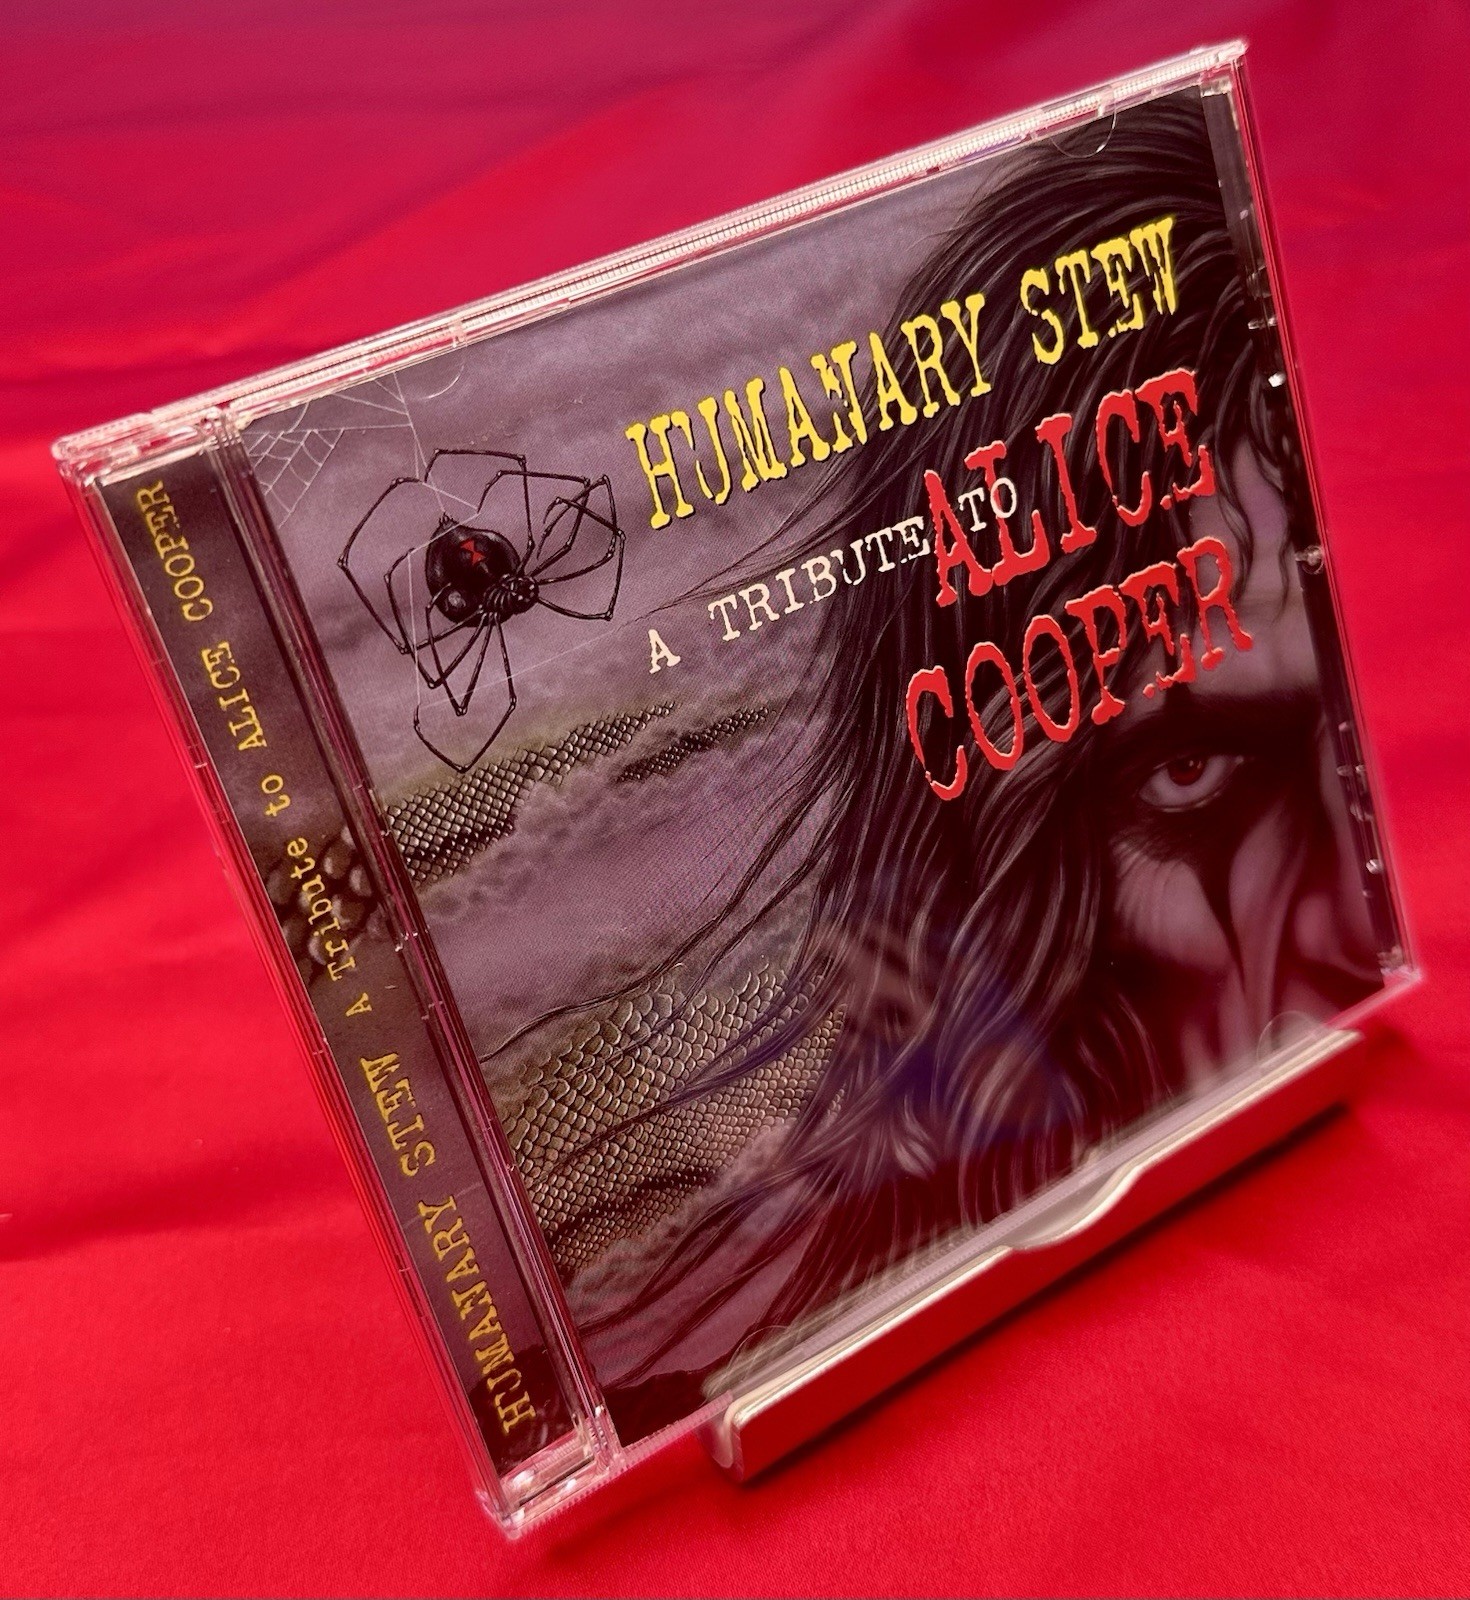 HUMANARY STEW
A TRIBUTE TO
ALICE
COOPER
HUMANARY STEW A Tribute to ALICE COOPER